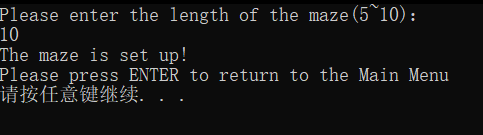 Please enter the length of the maze(5~10):
10
The maze is set up!
Please press ENTER to return to the Main Menu
请按任意键继续. . .